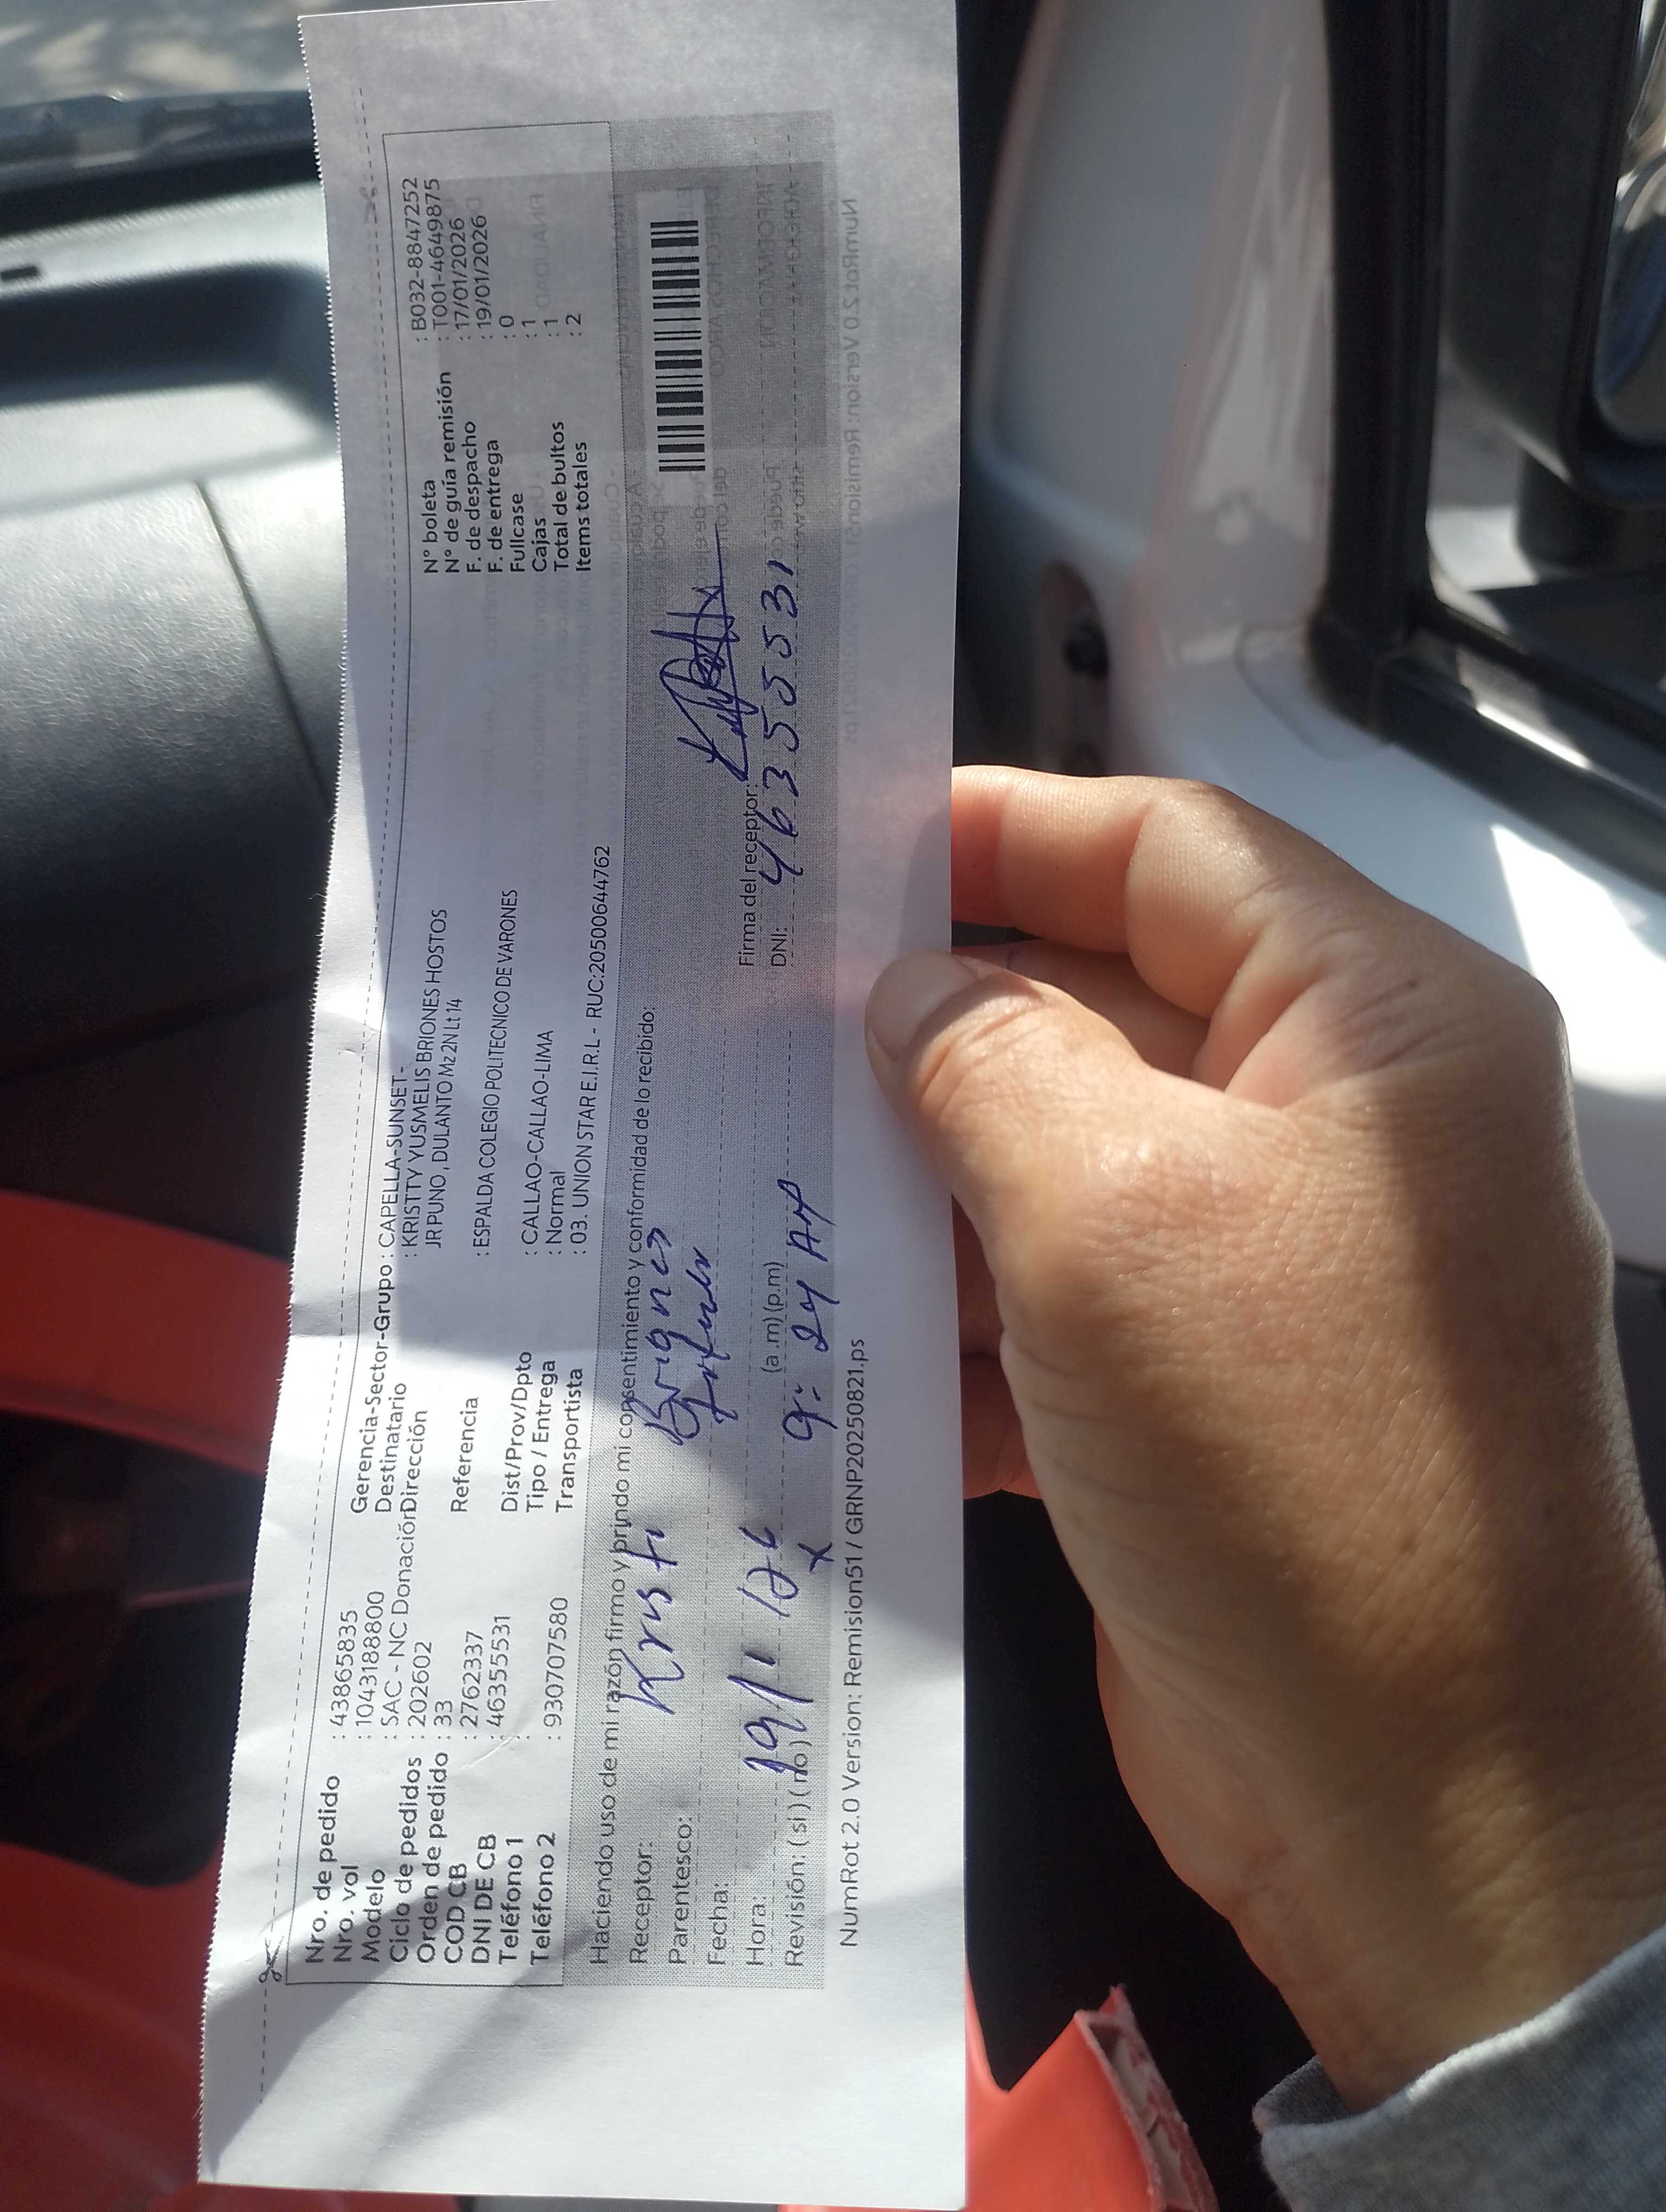 Nro. de pedido : 43865835
Nro. vol : 1043188800
Modelo : SAC - NC Donación
Ciclo de pedidos : 202602
Orden de pedido : 33
COD. CB : 2762337
DNI DE CB : 46355531
Teléfono 1 :
Teléfono 2 : 930707580
Gerencia-Sector-Grupo : CAPELLA-SUNSET-
Destinatario : KRISTTY YUSMELIS BRIONES HOSTOS
Dirección JR PUNO, DULANTO Mz 2N Lt 14
Referencia : ESPALDA COLEGIO POLITECNICO DE VARONES
Dist/Prov/Dpto : CALLAO-CALLAO-LIMA
Tipo / Entrega : Normal
Transportista : 03. UNION STAR E.I.R.L - RUC:20500644762
N° boleta : B032-8847252
N° de guía remisión : T001-4649875
F. de despacho : 17/01/2026
F. de entrega : 19/01/2026
Fullcase : 0
Cajas : 1
Total de bultos : 1
Items totales : 2
Haciendo uso de mi razón firmo y brindo mi consentimiento y conformidad de lo recibido:
Receptor: Kristi Briones
Parentesco:
Fecha: 19/1/26
Hora: (a.m) (p.m) 9:24 AM
Revisión: (si) (no) x
Firma del receptor:
DNI: 46355531
NumRot 2.0 Version: Remision51 / GRNP20250821.ps